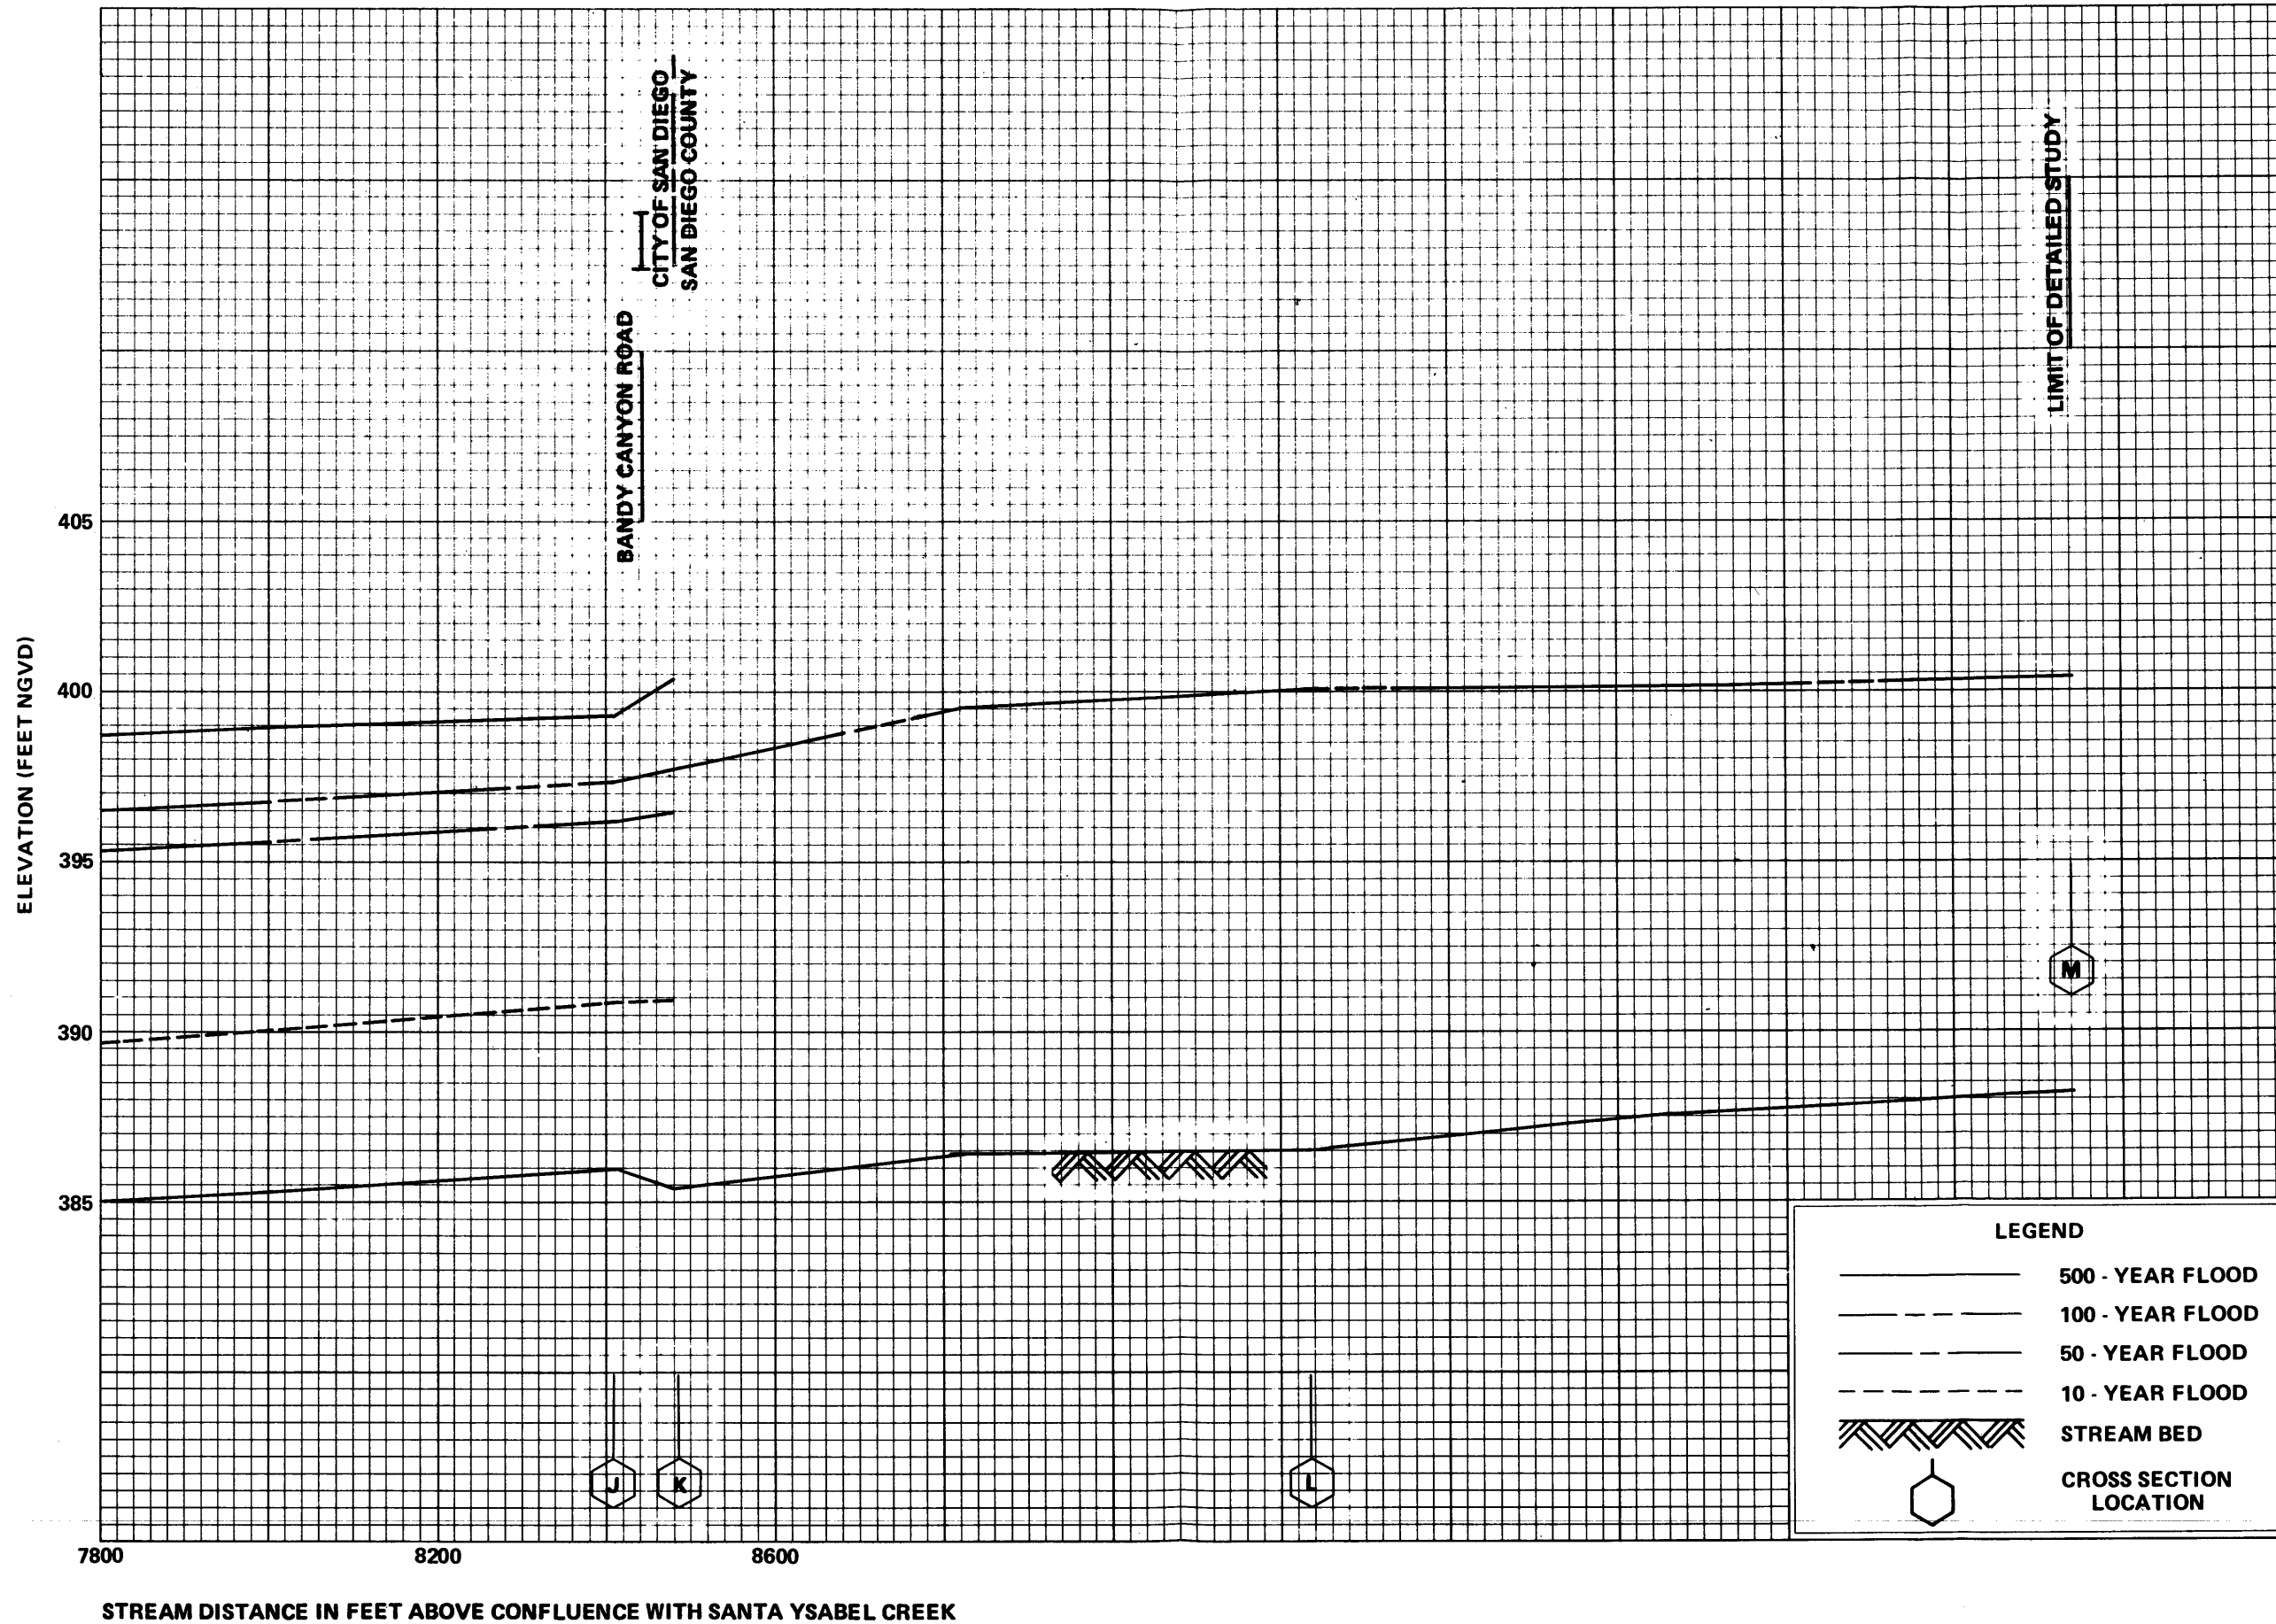 CITY OF SAN DIEGO
SAN DIEGO COUNTY
LIMIT OF DETAILED STUDY
BANDY CANYON ROAD
ELEVATION (FEET NGVD)
405
400
395
390
385
M
J
K
L
LEGEND
500 - YEAR FLOOD
100 - YEAR FLOOD
50 - YEAR FLOOD
10 - YEAR FLOOD
STREAM BED
CROSS SECTION
LOCATION
7800
8200
8600
STREAM DISTANCE IN FEET ABOVE CONFLUENCE WITH SANTA YSABEL CREEK